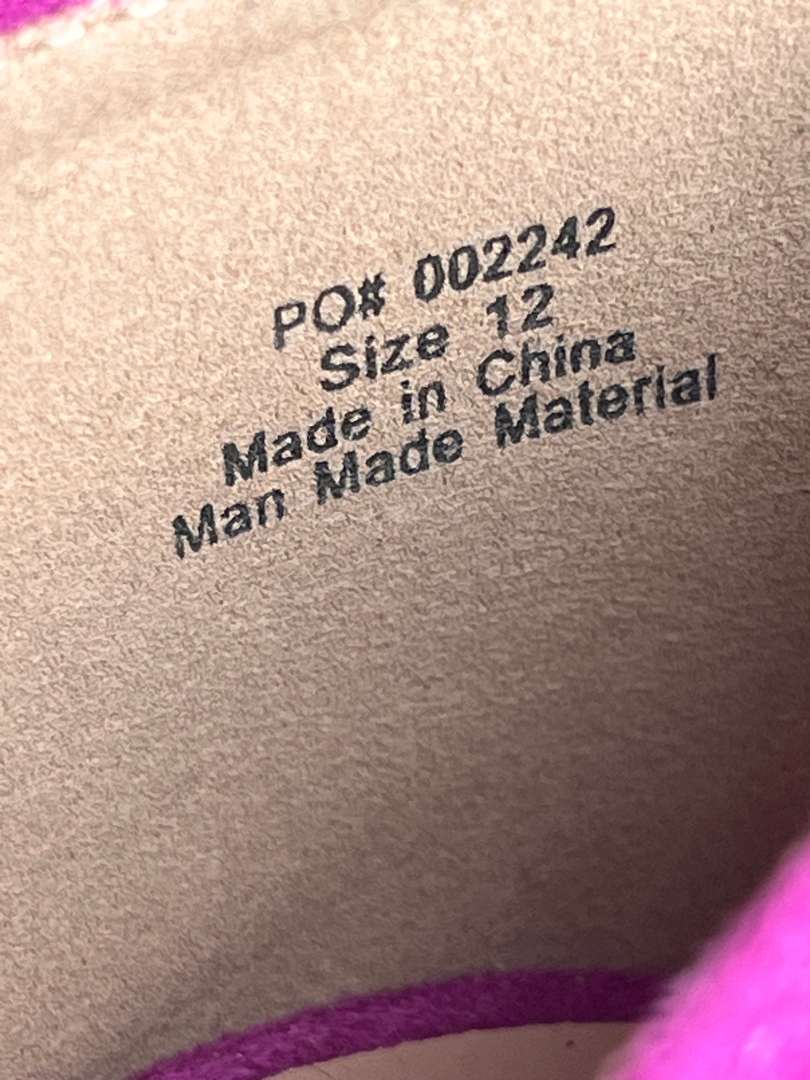 PO# 002242
Size 12
Made in China
Man Made Material